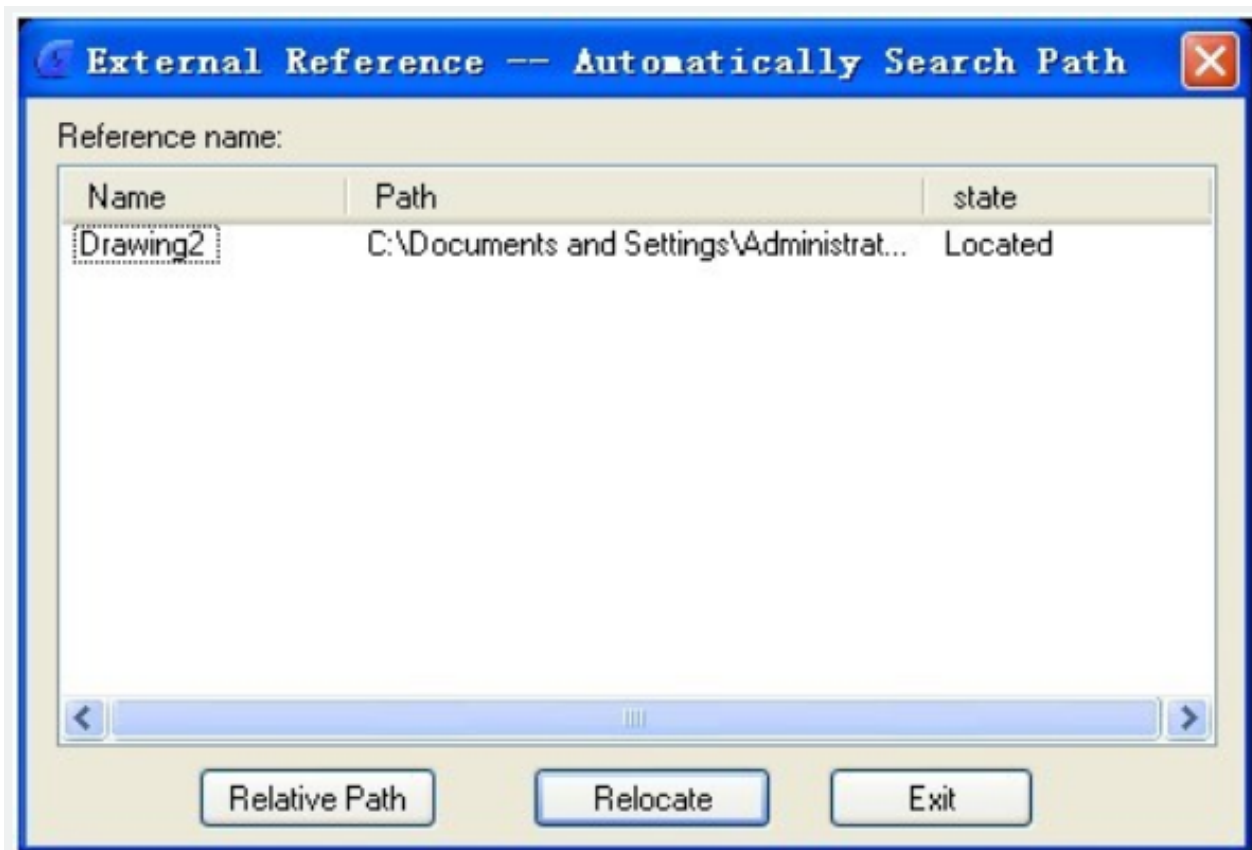 External Reference -- Automatically Search Path
Reference name:
Name Path state
Drawing2 C:\Documents and Settings\Administrat... Located
Relative Path Relocate Exit